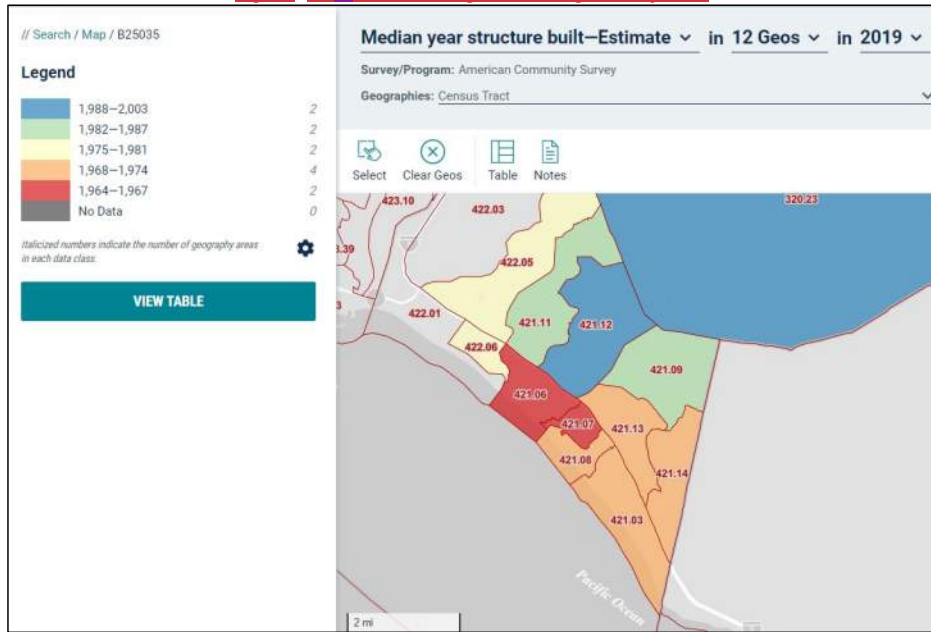 // Search / Map / B25035
Legend
1,988–2,003 2
1,982–1,987 2
1,975–1,981 2
1,968–1,974 4
1,964–1,967 2
No Data 0
Italicized numbers indicate the number of geography areas
in each data class.
VIEW TABLE
Median year structure built—Estimate in 12 Geos in 2019
Survey/Program: American Community Survey
Geographies: Census Tract
Select Clear Geos Table Notes
423.10
422.03
320.23
422.05
422.01
421.11
421.12
422.06
421.09
421.06
421.07
421.13
421.08
421.14
421.03
Pacific Ocean
2 mi